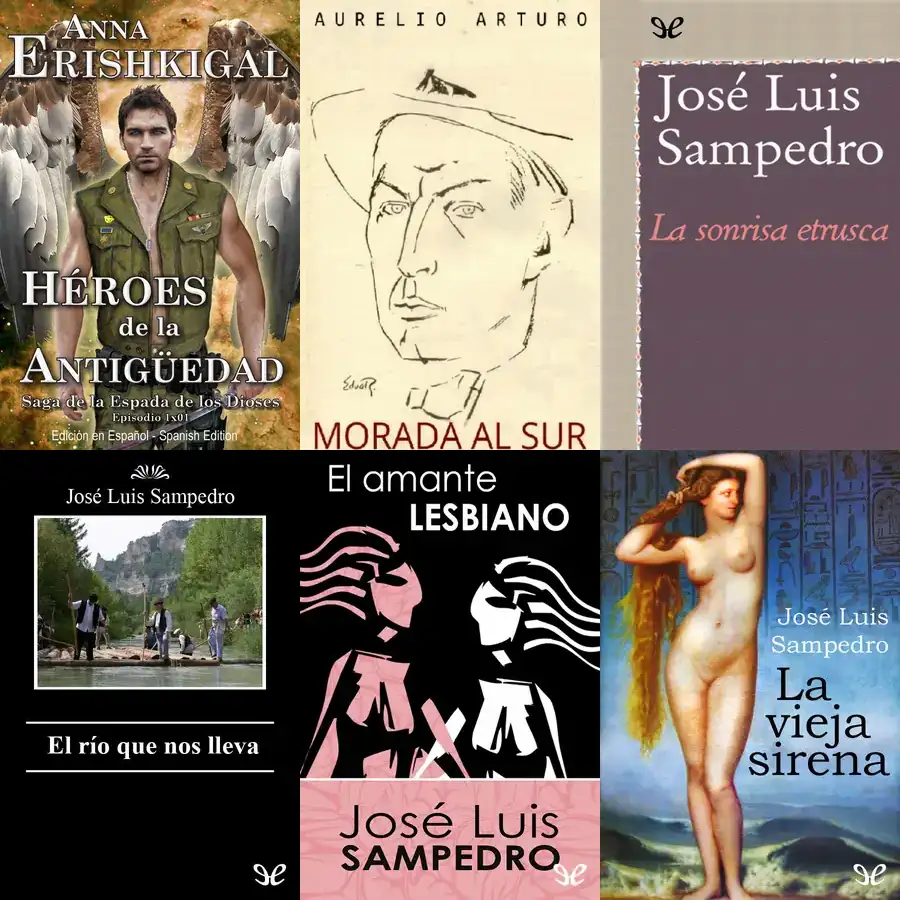 ANNA
ERISHKIGAL
HÉROES
de la
ANTIGÜEDAD
Saga de la Espada de los Dioses
Episodio 1x01
Edición en Español - Spanish Edition
AURELIO ARTURO
MORADA AL SUR
José Luis
Sampedro
La sonrisa etrusca
José Luis Sampedro
El río que nos lleva
El amante
LESBIANO
José Luis
SAMPEDRO
José Luis
Sampedro
La
vieja
sirena